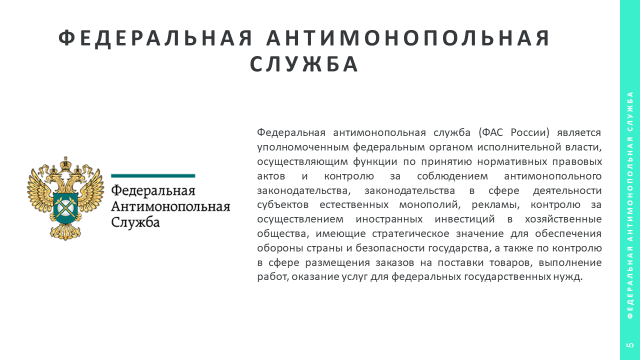 ФЕДЕРАЛЬНАЯ АНТИМОНОПОЛЬНАЯ
СЛУЖБА
Федеральная
Антимонопольная
Служба
Федеральная антимонопольная служба (ФАС России) является
уполномоченным федеральным органом исполнительной власти,
осуществляющим функции по принятию нормативных правовых
актов и контролю за соблюдением антимонопольного
законодательства, законодательства в сфере деятельности
субъектов естественных монополий, рекламы, контролю за
осуществлением иностранных инвестиций в хозяйственные
общества, имеющие стратегическое значение для обеспечения
обороны страны и безопасности государства, а также по контролю
в сфере размещения заказов на поставки товаров, выполнение
работ, оказание услуг для федеральных государственных нужд.
ФЕДЕРАЛЬНАЯ АНТИМОНОПОЛЬНАЯ СЛУЖБА
5